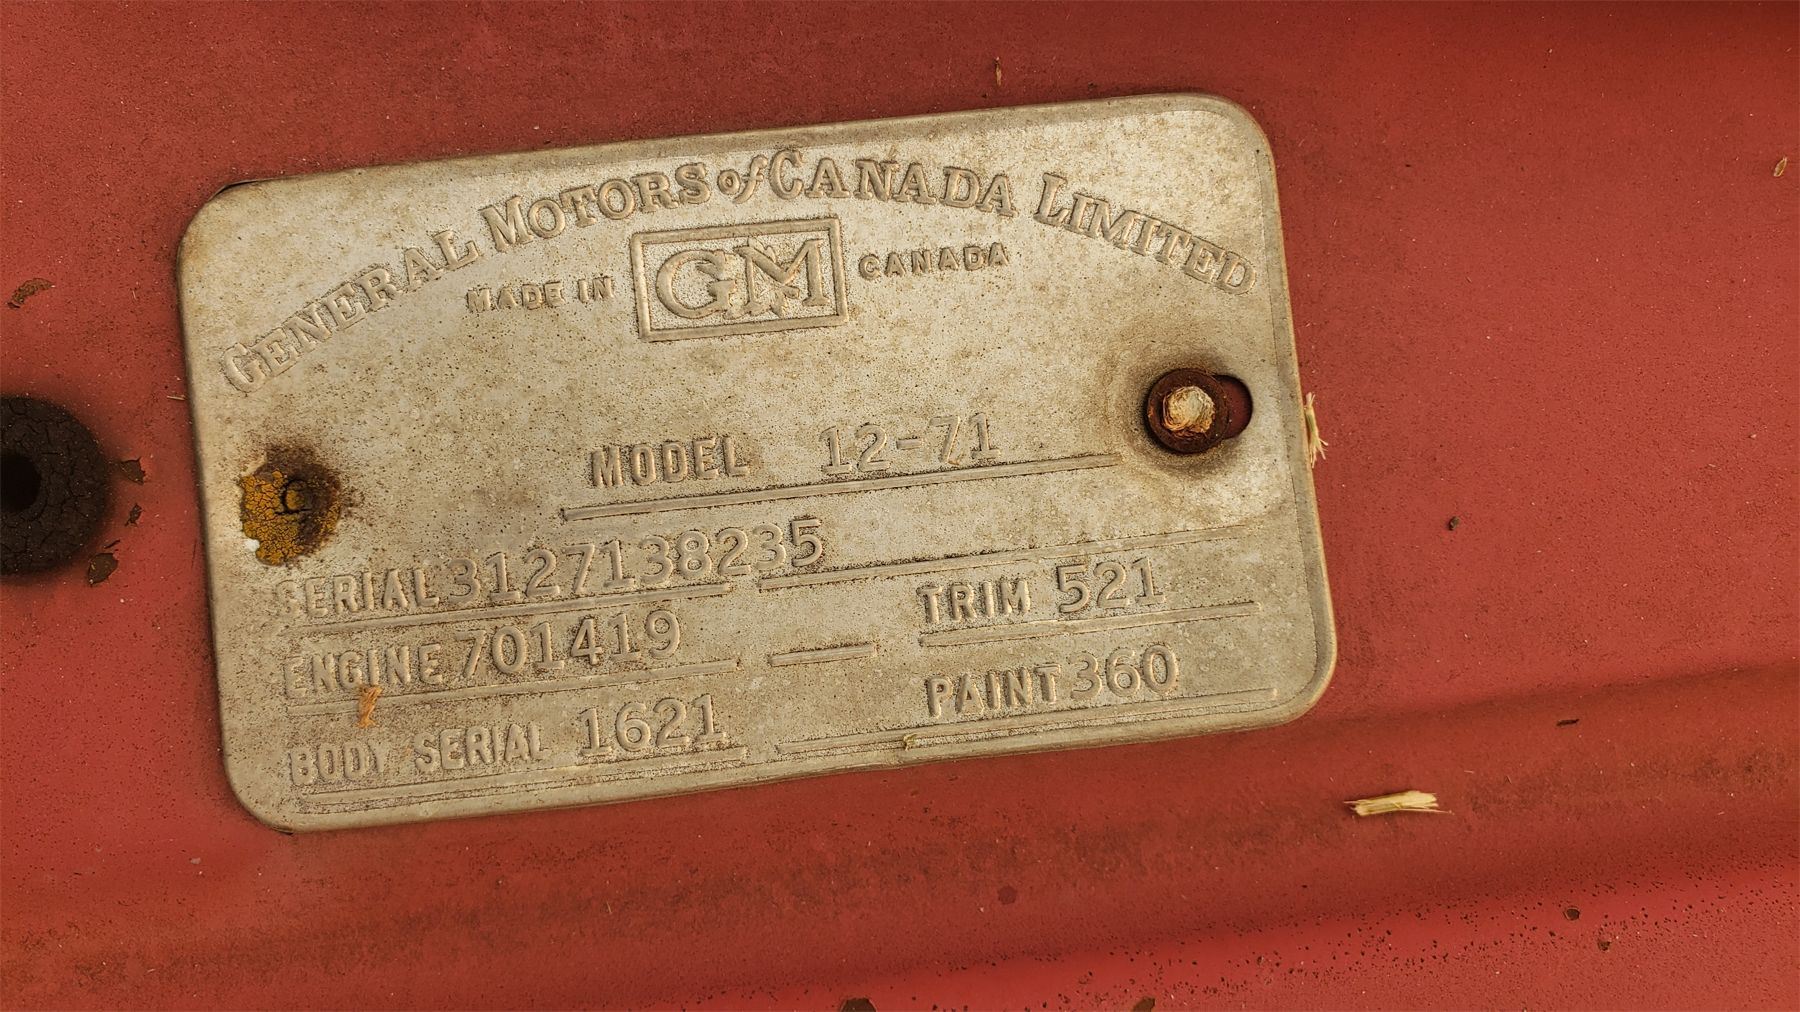 GENERAL MOTORS of CANADA LIMITED
MADE IN GM CANADA
MODEL 12-71
SERIAL 3127138235
ENGINE 701419 TRIM 521
BODY SERIAL 1621 PAINT 360